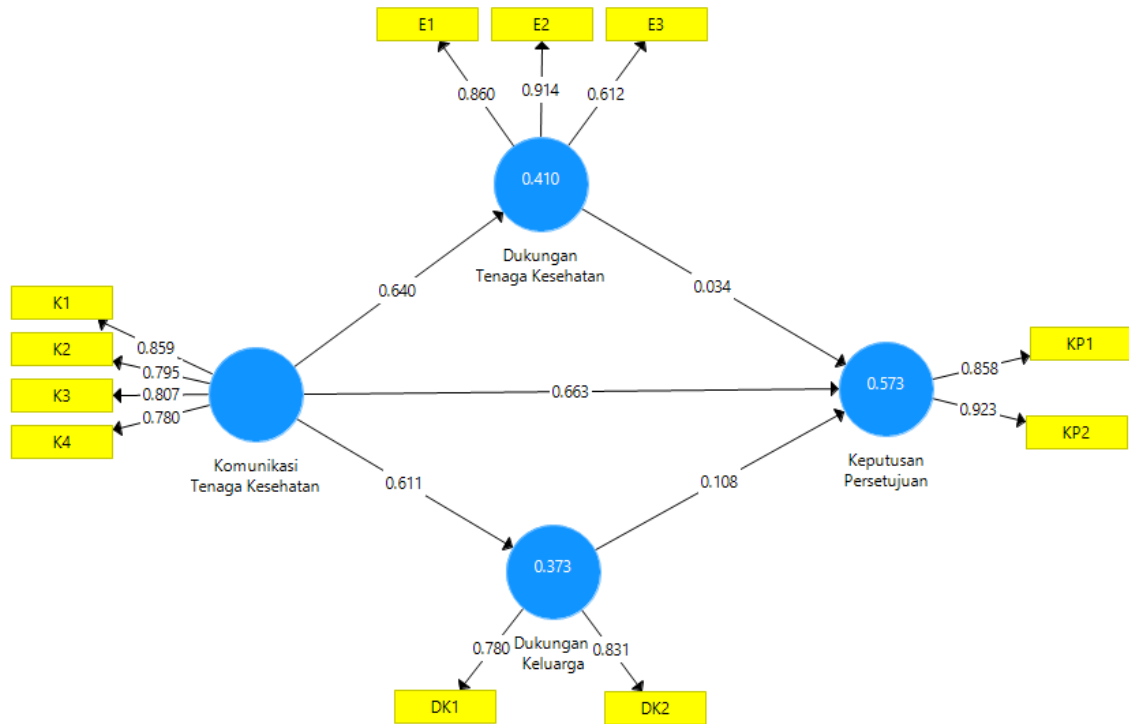 E1
E2
E3
0.860
0.914
0.612
0.410
Dukungan
Tenaga Kesehatan
0.640
0.034
K1
K2
K3
K4
0.859
0.795
0.807
0.780
Komunikasi
Tenaga Kesehatan
0.663
0.573
Keputusan
Persetujuan
0.858
0.923
KP1
KP2
0.611
0.108
0.373
Dukungan
Keluarga
0.780
0.831
DK1
DK2